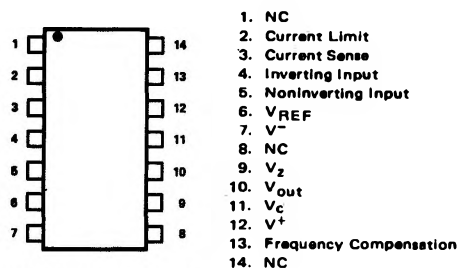 1
2
3
4
5
6
7
14
13
12
11
10
9
8
1. NC
2. Current Limit
3. Current Sense
4. Inverting Input
5. NonInverting Input
6. VREF
7. V−
8. NC
9. Vz
10. Vout
11. Vc
12. V+
13. Frequency Compensation
14. NC